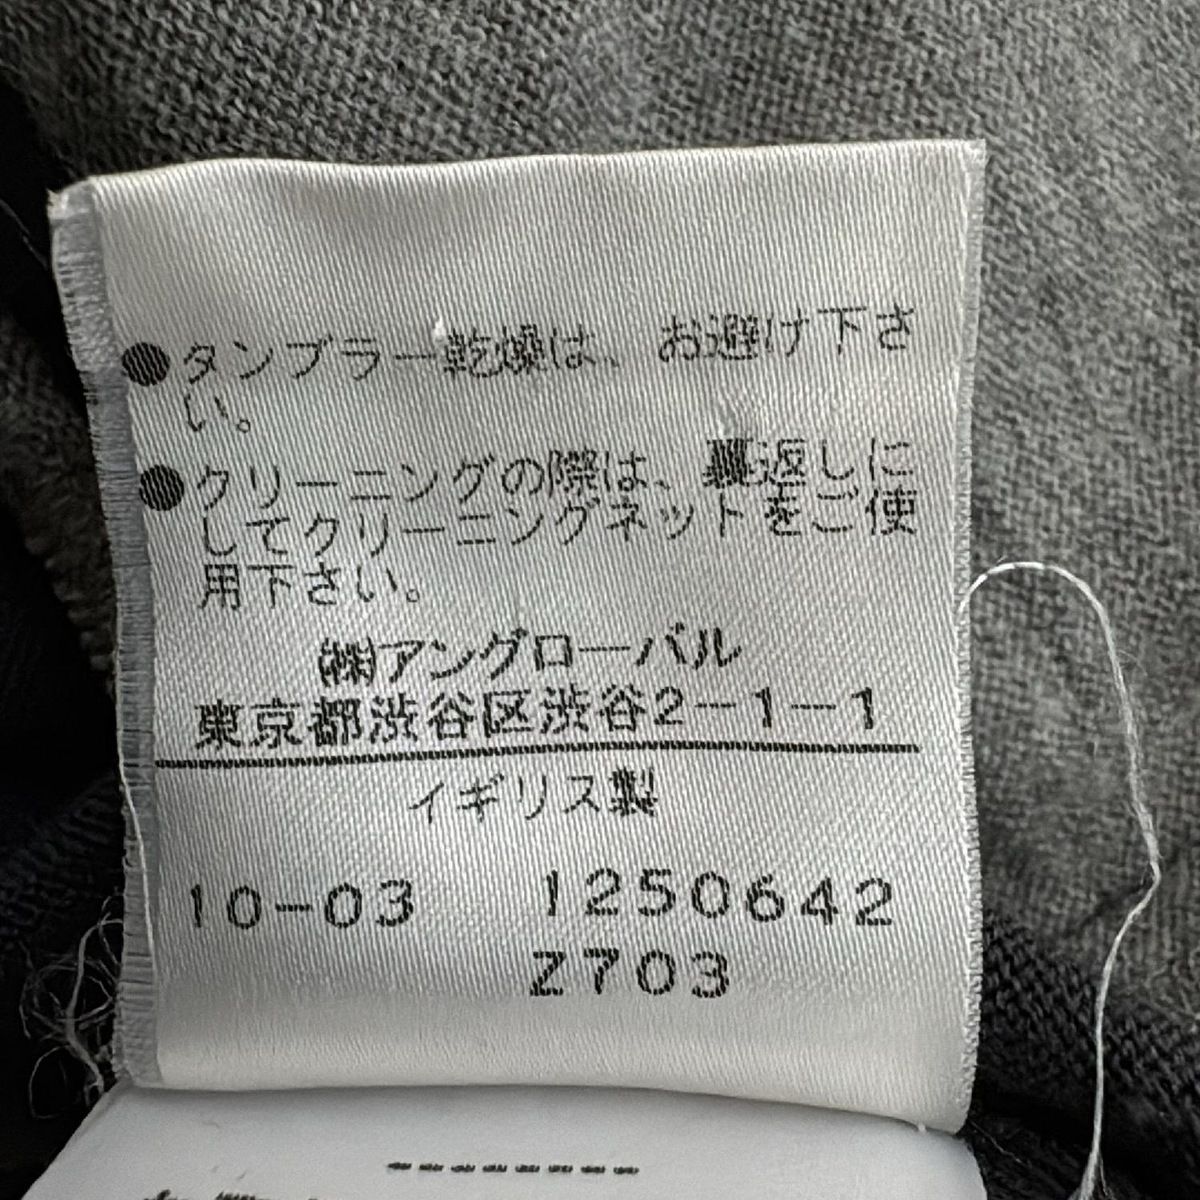 ●タンブラー乾燥は、お避け下さ
い。
●クリーニングの際は、裏返しに
してクリーニングネットをご使
用下さい。
㈱アングローバル
東京都渋谷区渋谷2-1-1
イギリス製
10-03 1250642
Z703